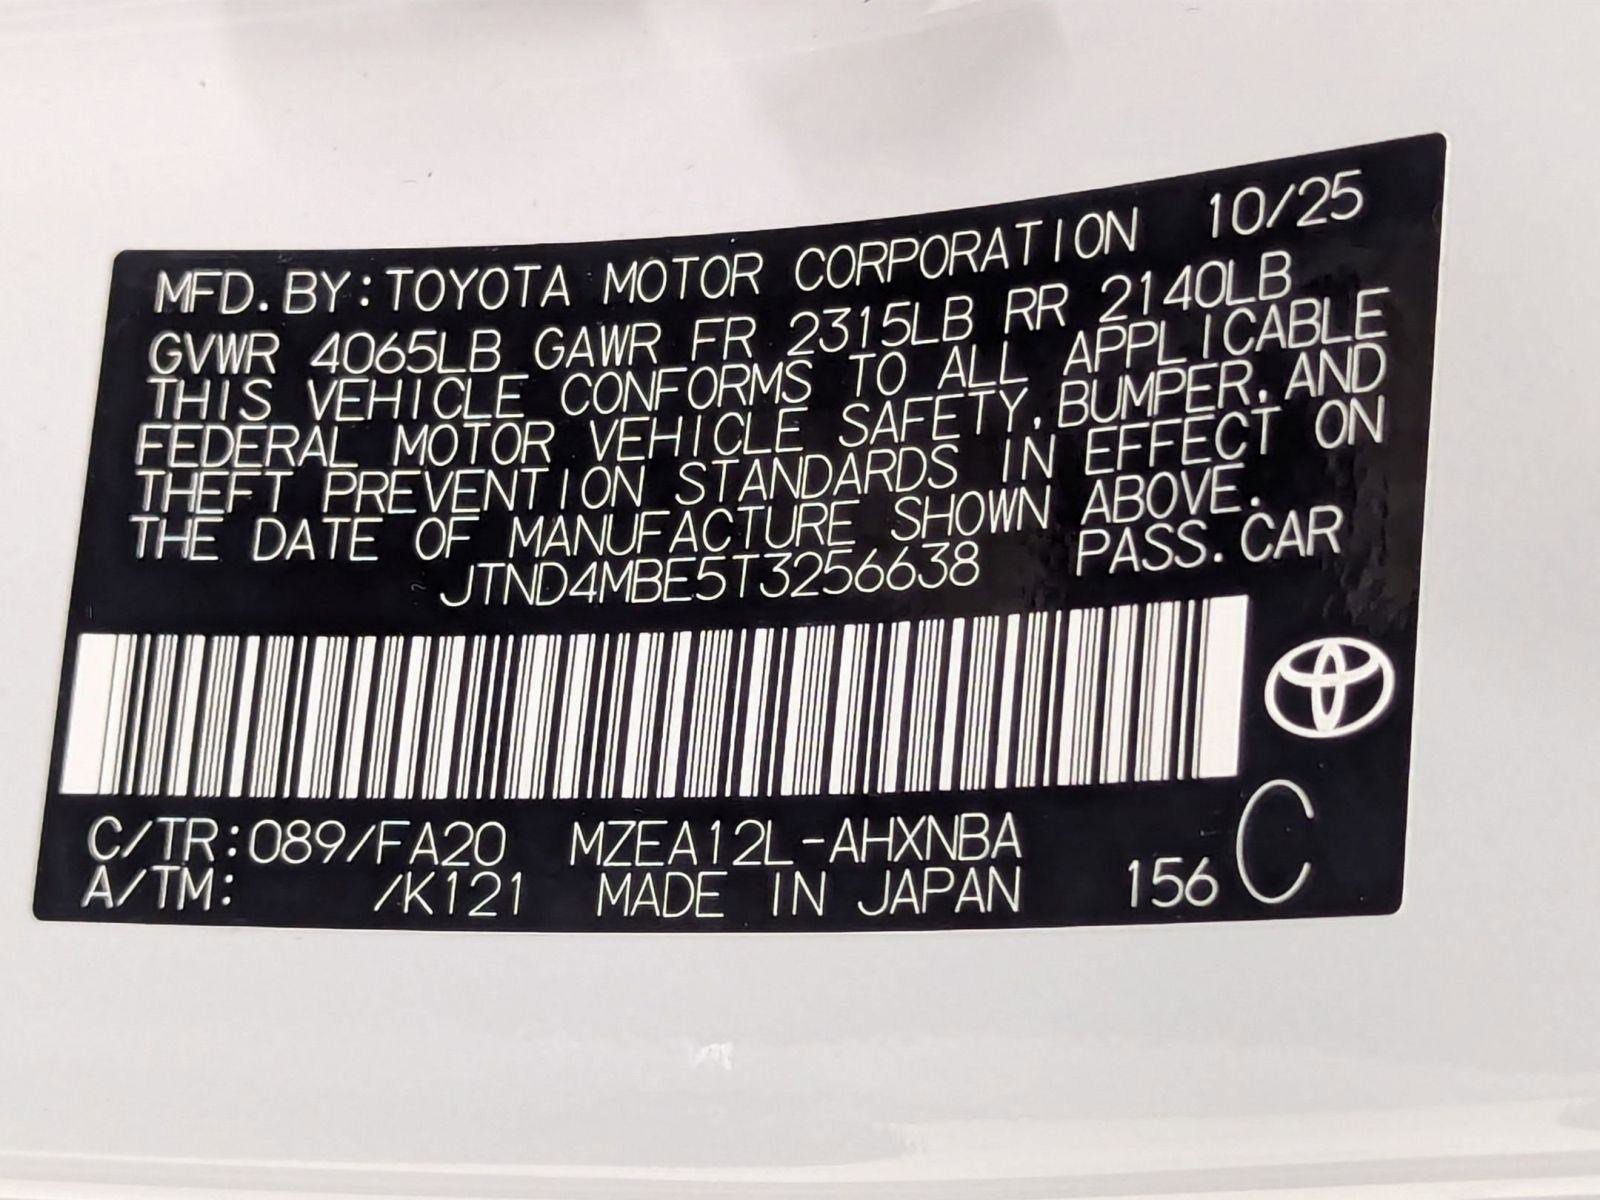 MFD. BY: TOYOTA MOTOR CORPORATION 10/25
GVWR 4065LB GAWR FR 2315LB RR 2140LB
THIS VEHICLE CONFORMS TO ALL APPLICABLE
FEDERAL MOTOR VEHICLE SAFETY, BUMPER, AND
THEFT PREVENTION STANDARDS IN EFFECT ON
THE DATE OF MANUFACTURE SHOWN ABOVE.
JTND4MBE5T3256638 PASS. CAR
C/TR: 089/FA20 MZEA12L-AHXNBA
A/TM: /K121 MADE IN JAPAN 156 C